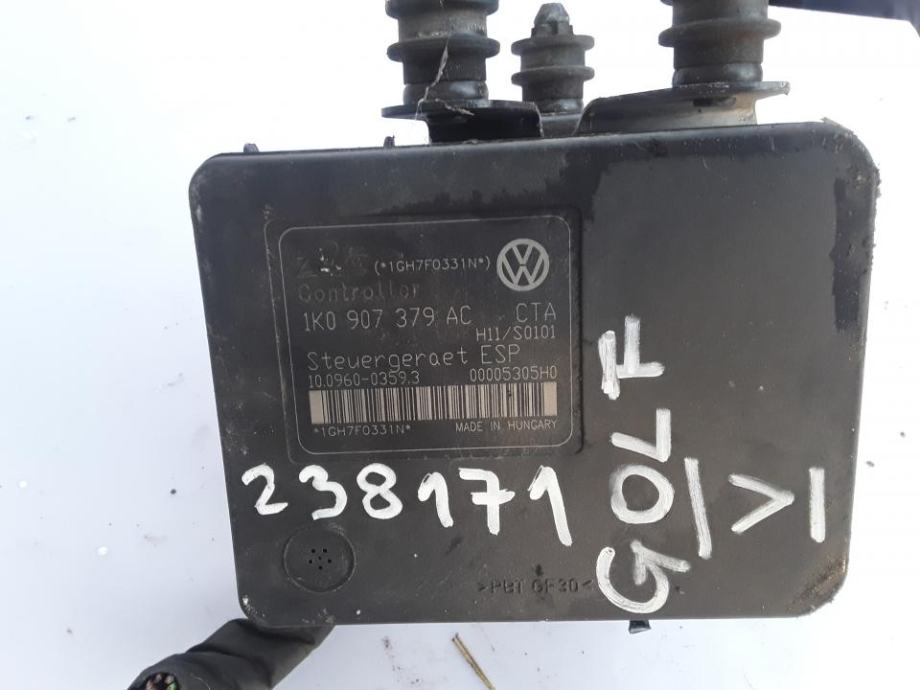 (*1GH7F0331N*)
Controller
1K0 907 379 AC CTA
H11/S0101
Steuergeraet ESP
10.0960-0359.3 00005305H0
*1GH7F0331N* MADE IN HUNGARY
238171
GOLF
VI
>PBT GF30<